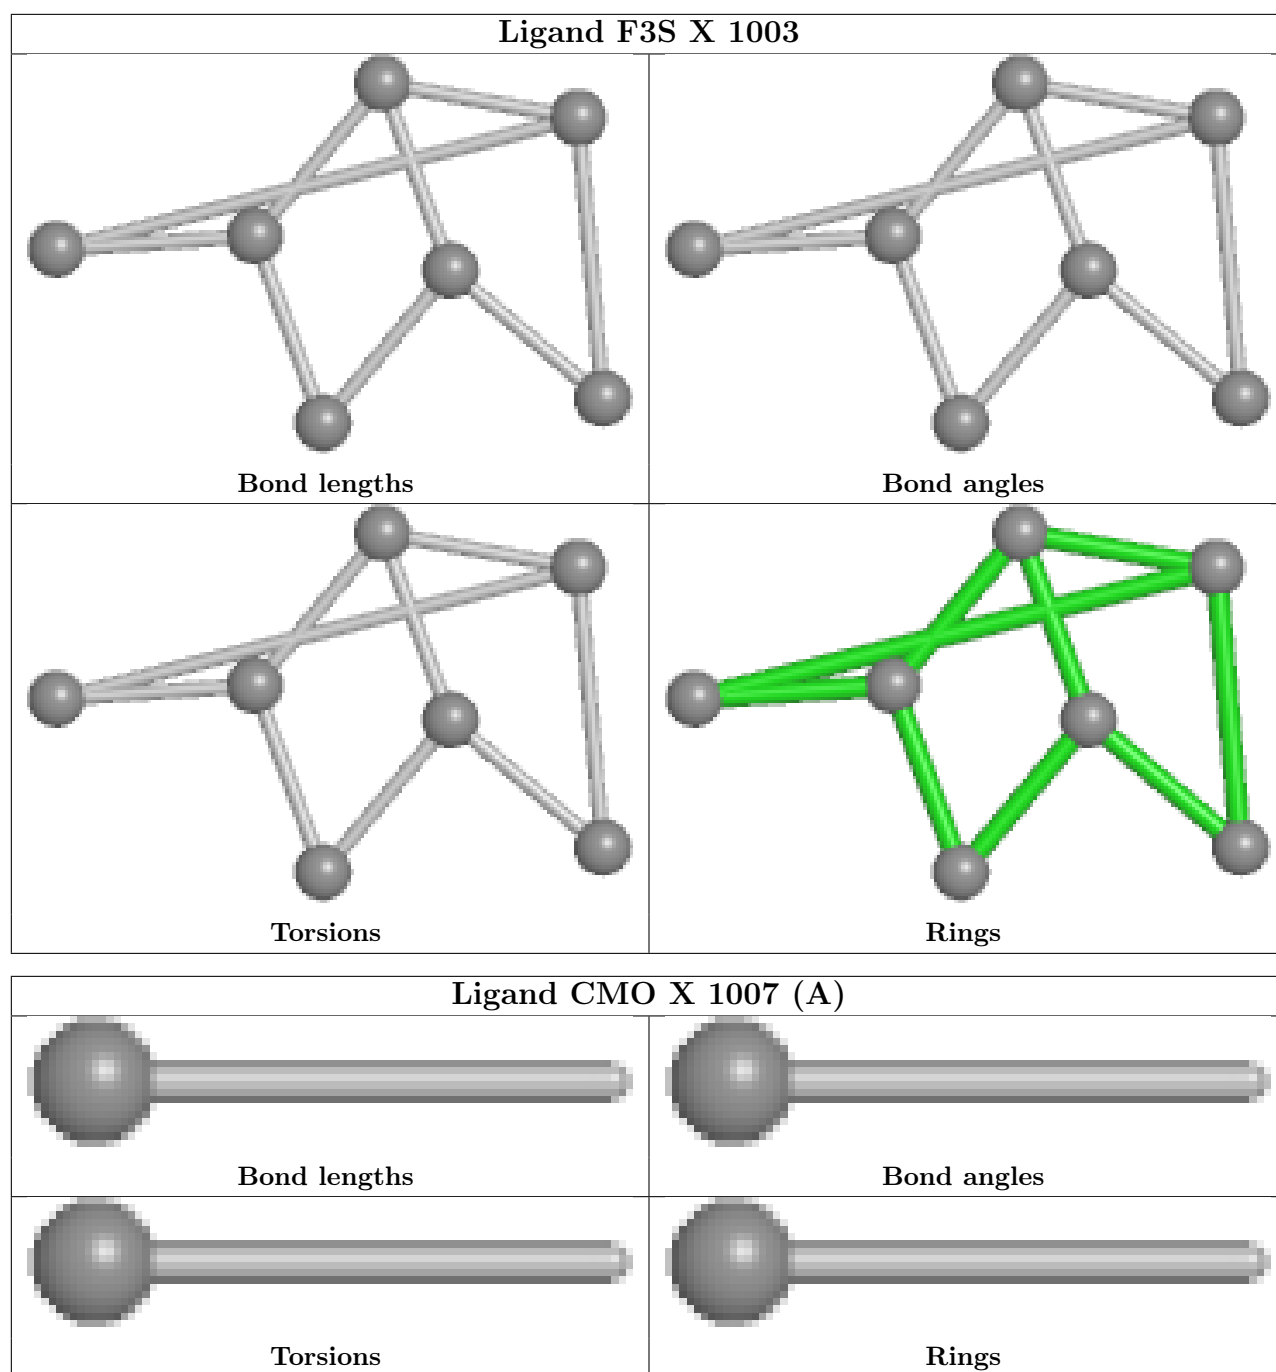 Ligand F3S X 1003
Bond lengths
Bond angles
Torsions
Rings
Ligand CMO X 1007 (A)
Bond lengths
Bond angles
Torsions
Rings